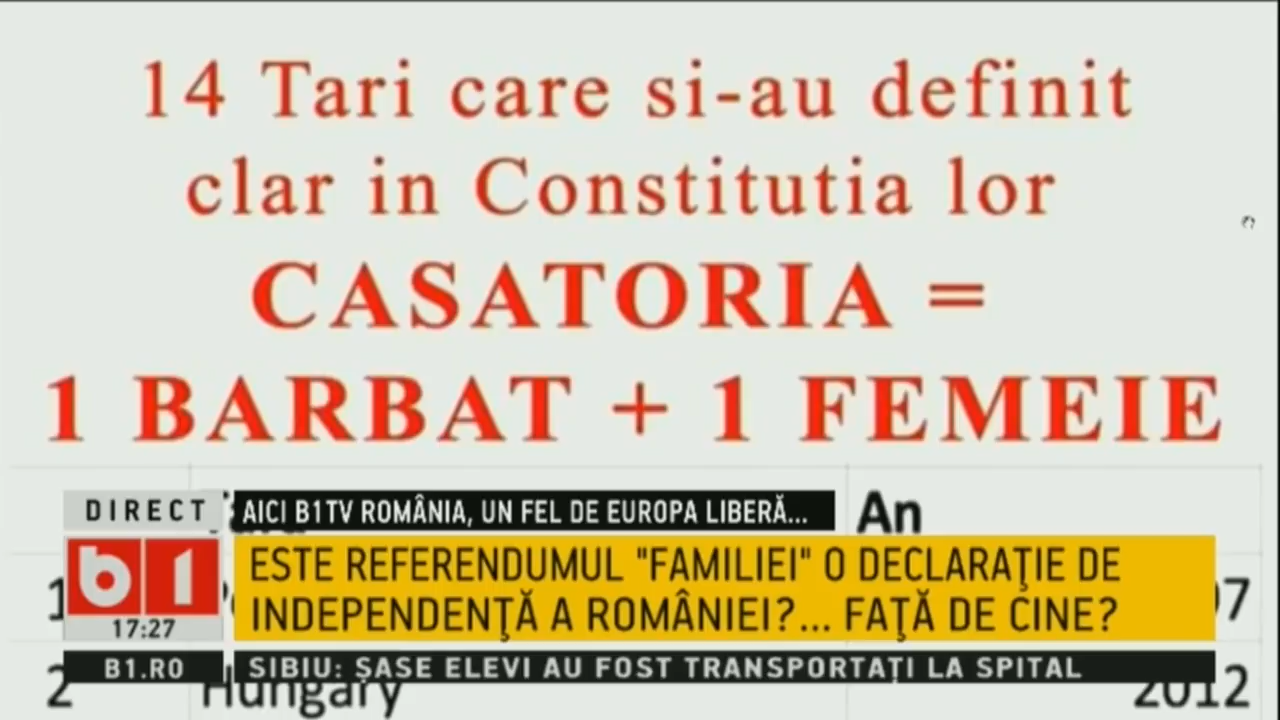 14 Tari care si-au definit
clar in Constitutia lor
CASATORIA =
1 BARBAT + 1 FEMEIE
An
DIRECT
AICI B1TV ROMÂNIA, UN FEL DE EUROPA LIBERĂ...
b1
ESTE REFERENDUMUL "FAMILIEI" O DECLARAŢIE DE
INDEPENDENŢĂ A ROMÂNIEI?... FAŢĂ DE CINE?
1
17:27
B1.RO
SIBIU: ŞASE ELEVI AU FOST TRANSPORTAŢI LA SPITAL
2 Hungary 2012